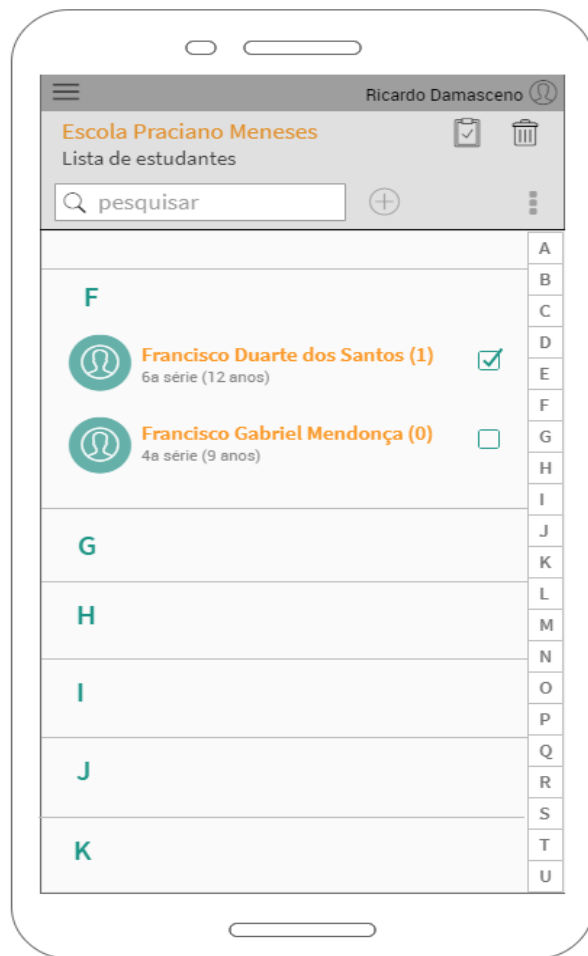 Ricardo Damasceno
Escola Praciano Meneses
Lista de estudantes
pesquisar
F
Francisco Duarte dos Santos (1)
6a série (12 anos)
Francisco Gabriel Mendonça (0)
4a série (9 anos)
G
H
I
J
K
A
B
C
D
E
F
G
H
I
J
K
L
M
N
O
P
Q
R
S
T
U